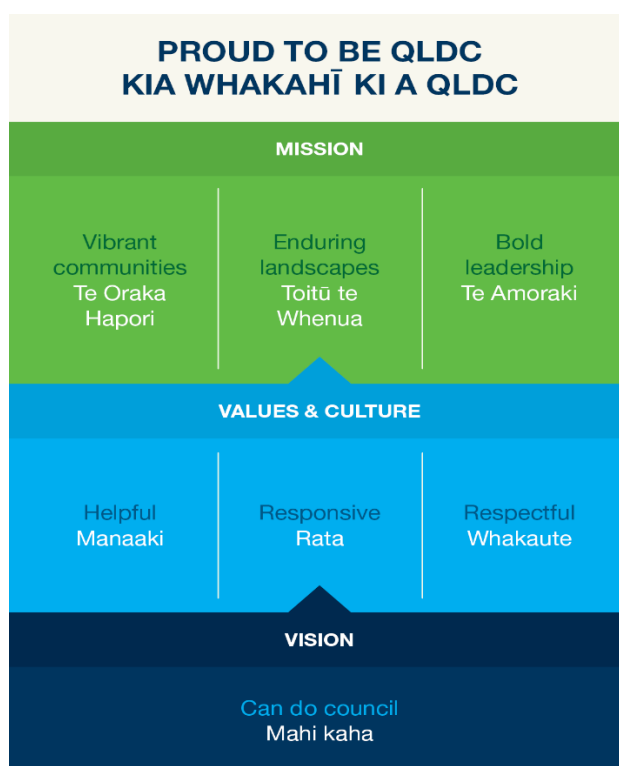 PROUD TO BE QLDC
KIA WHAKAHĪ KI A QLDC
MISSION
Vibrant
communities
Te Oraka
Hapori
Enduring
landscapes
Toitū te
Whenua
Bold
leadership
Te Amoraki
VALUES & CULTURE
Helpful
Manaaki
Responsive
Rata
Respectful
Whakaute
VISION
Can do council
Mahi kaha